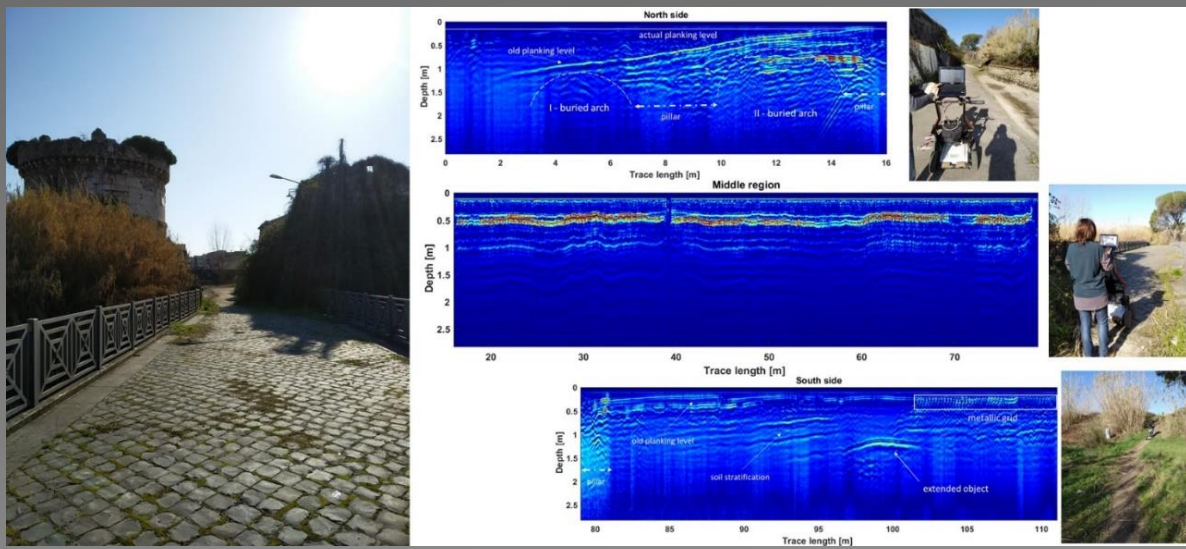 North side
actual planking level
old planking level
I - buried arch
pillar
II - buried arch
pillar
Depth [m]
0
0.5
1
1.5
2
2.5
0 2 4 6 8 10 12 14 16
Trace length [m]
Middle region
Depth [m]
0
0.5
1
1.5
2
2.5
20 30 40 50 60 70
Trace length [m]
South side
metallic grid
old planking level
pillar
soil stratification
extended object
Depth [m]
0
0.5
1
1.5
2
2.5
80 85 90 95 100 105 110
Trace length [m]